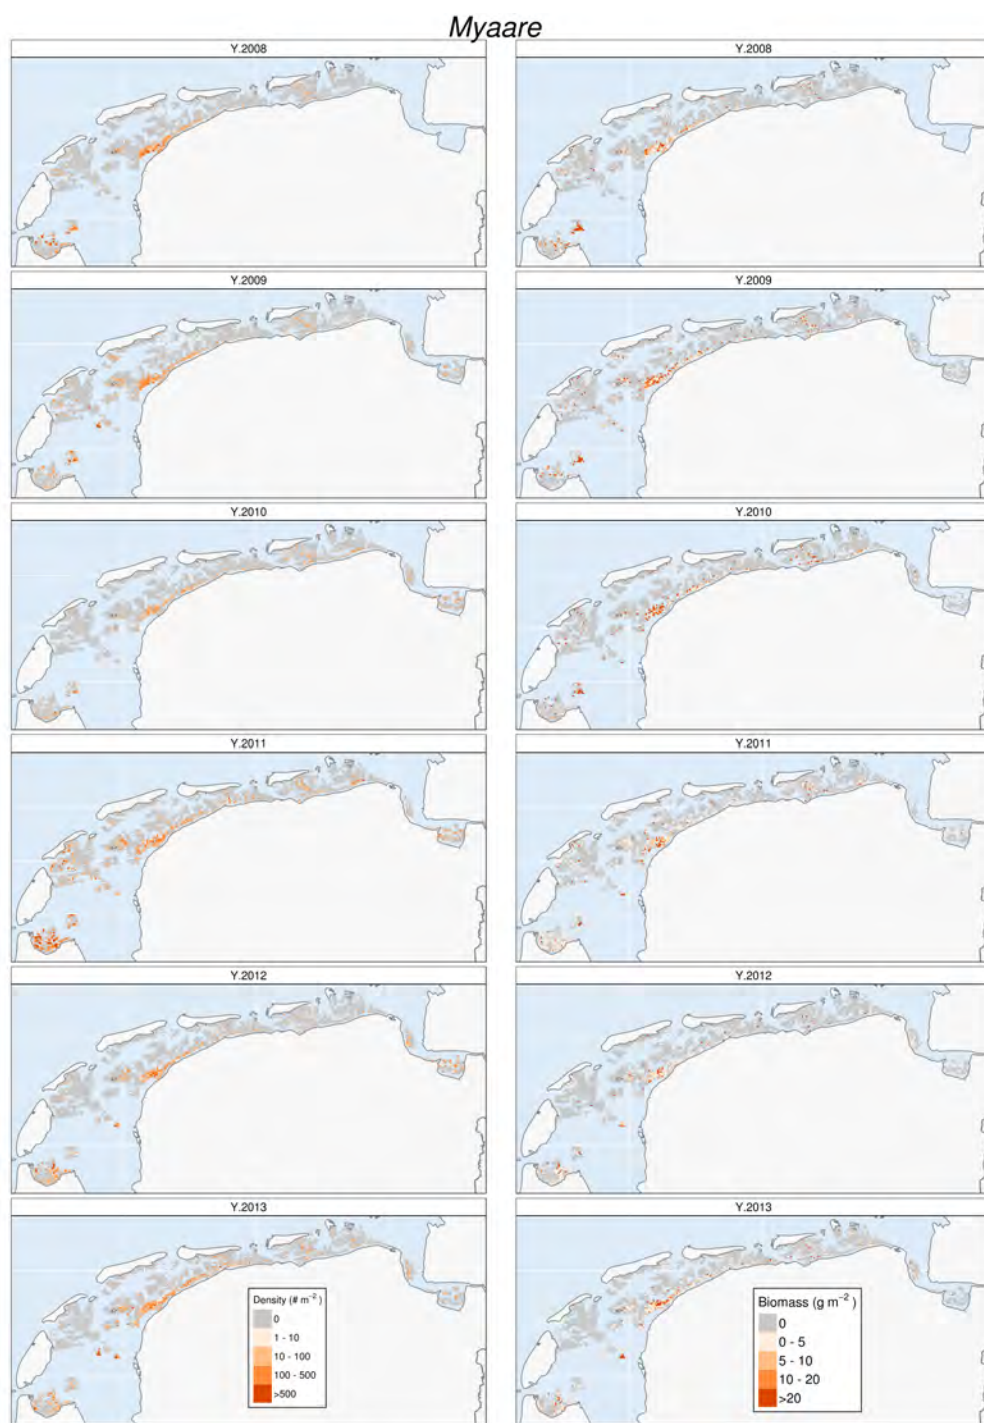 Myaare
Y.2008
Y.2008
Y.2009
Y.2009
Y.2010
Y.2010
Y.2011
Y.2011
Y.2012
Y.2012
Y.2013
Y.2013
Density (# m⁻²)
0
1 - 10
10 - 100
100 - 500
>500
Biomass (g m⁻²)
0
0 - 5
5 - 10
10 - 20
>20